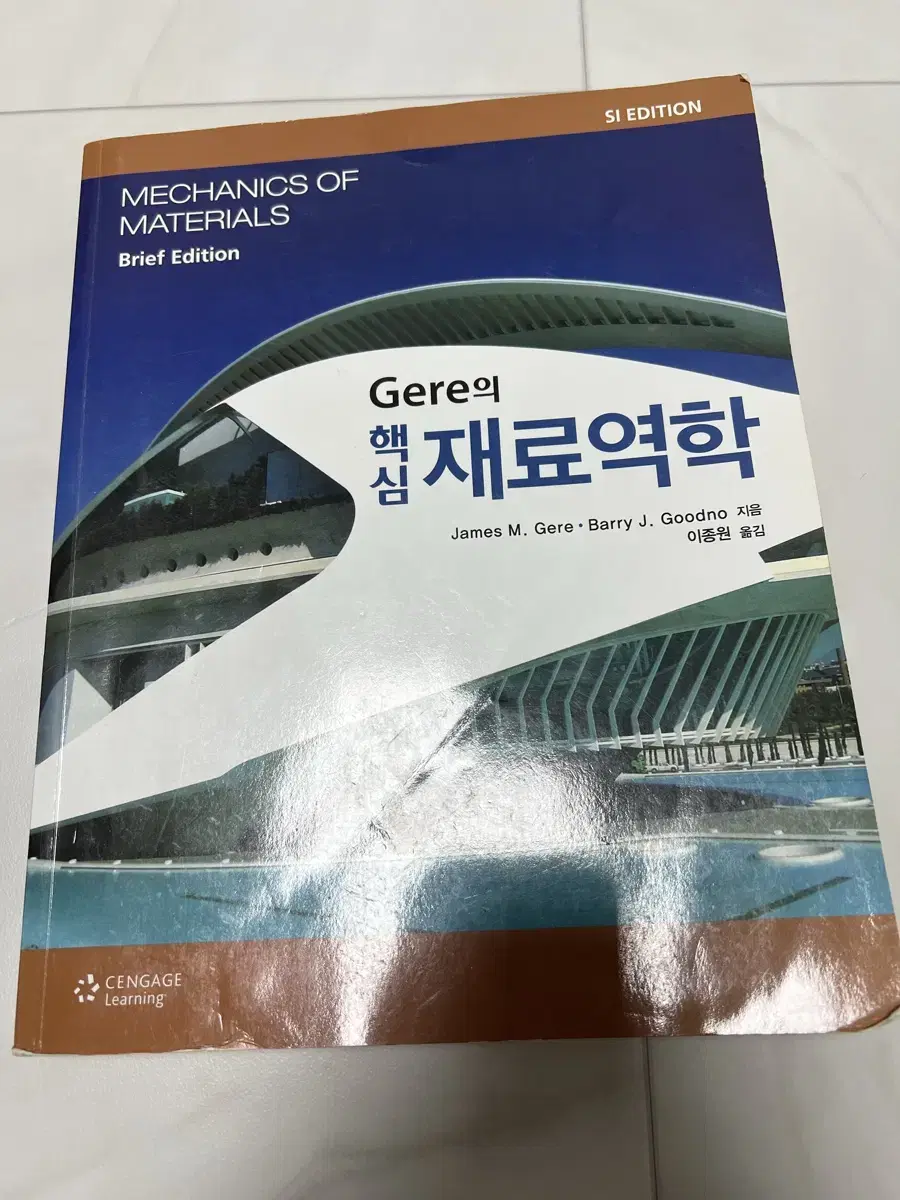 SI EDITION
MECHANICS OF
MATERIALS
Brief Edition
Gere의
핵심 재료역학
James M. Gere · Barry J. Goodno 지음
이종원 옮김
CENGAGE
Learning